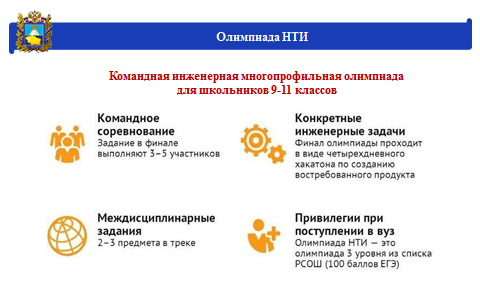 Олимпиада НТИ
Командная инженерная многопрофильная олимпиада
для школьников 9-11 классов
Командное
соревнование
Задание в финале
выполняют 3–5 участников
Конкретные
инженерные задачи
Финал олимпиады проходит
в виде четырехдневного
хакатона по созданию
востребованного продукта
Междисциплинарные
задания
2–3 предмета в треке
Привилегии при
поступлении в вуз
Олимпиада НТИ — это
олимпиада 3 уровня из списка
РСОШ (100 баллов ЕГЭ)